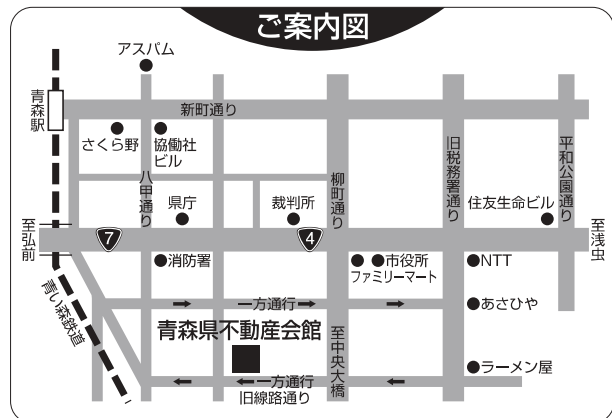 ご案内図
アスパム
青森駅
新町通り
さくら野
協働社
ビル
八甲通り
県庁
裁判所
柳町通り
旧税務署通り
平和公園通り
住友生命ビル
至弘前
7
4
至浅虫
消防署
市役所
ファミリーマート
NTT
青い森鉄道
一方通行
あさひや
青森県不動産会館
至中央大橋
一方通行
旧線路通り
ラーメン屋